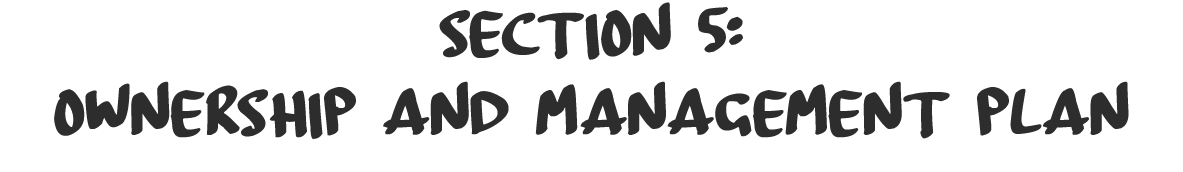 SECTION 5:
OWNERSHIP AND MANAGEMENT PLAN